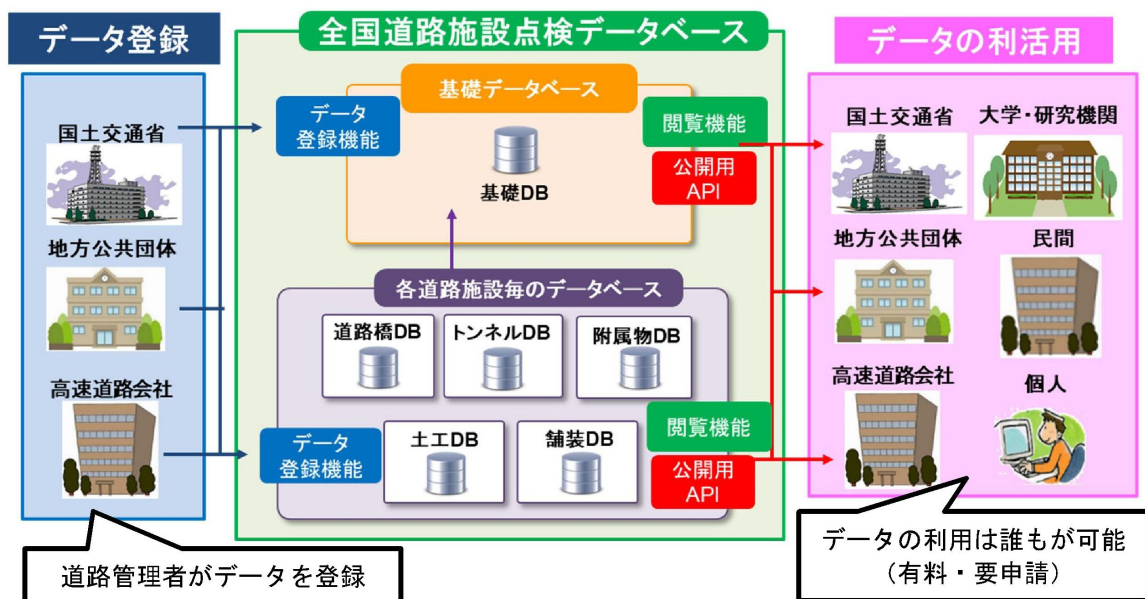 データ登録
国土交通省
地方公共団体
高速道路会社
道路管理者がデータを登録
全国道路施設点検データベース
基礎データベース
データ
登録機能
基礎DB
閲覧機能
公開用
API
各道路施設毎のデータベース
道路橋DB
トンネルDB
附属物DB
データ
登録機能
土工DB
舗装DB
閲覧機能
公開用
API
データの利活用
国土交通省
大学・研究機関
地方公共団体
民間
高速道路会社
個人
データの利用は誰もが可能
（有料・要申請）